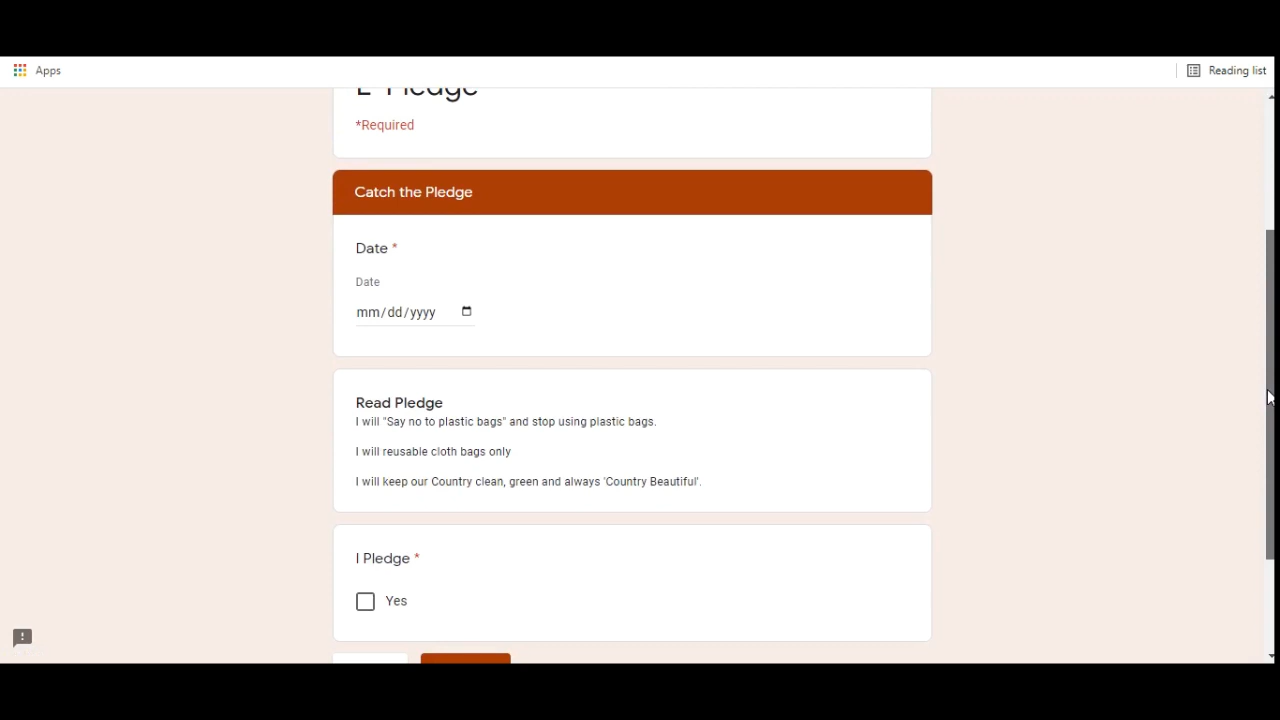 Apps
Reading list
E-Pledge
*Required
Catch the Pledge
Date *
Date
mm/dd/yyyy
Read Pledge
I will "Say no to plastic bags" and stop using plastic bags.
I will reusable cloth bags only
I will keep our Country clean, green and always 'Country Beautiful'.
I Pledge *
Yes